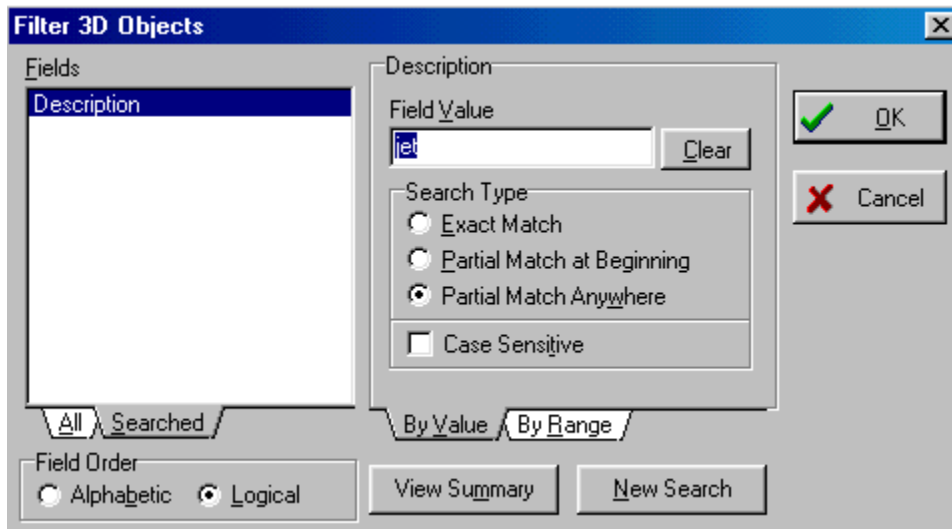 Filter 3D Objects
Fields
Description
All
Searched
Field Order
Alphabetic
Logical
Description
Field Value
jet
Clear
Search Type
Exact Match
Partial Match at Beginning
Partial Match Anywhere
Case Sensitive
By Value
By Range
View Summary
New Search
OK
Cancel